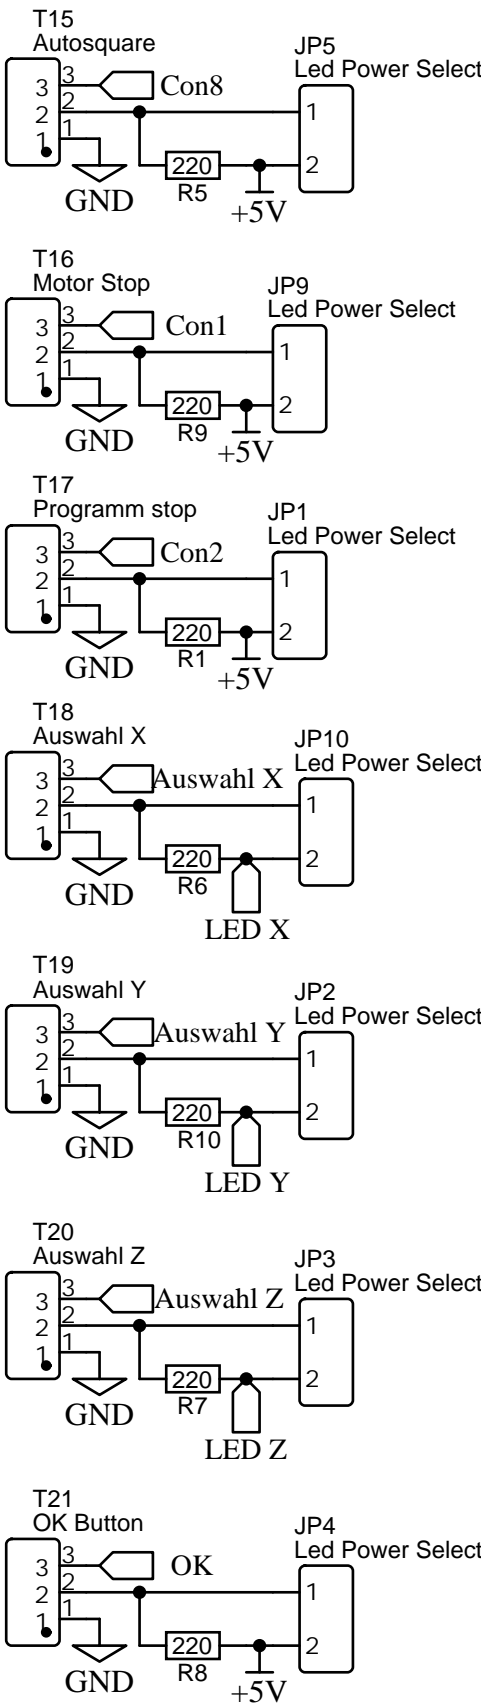 T15
Autosquare
JP5
Led Power Select
3 3 Con8
2 2 1
1 1
220 2
GND R5
+5V
T16
Motor Stop
JP9
Led Power Select
3 3 Con1
2 2 1
1 1
220 2
GND R9
+5V
T17
Programm stop
JP1
Led Power Select
3 3 Con2
2 2 1
1 1
220 2
GND R1
+5V
T18
Auswahl X
JP10
Led Power Select
3 3 Auswahl X
2 2 1
1 1
220 2
GND R6
LED X
T19
Auswahl Y
JP2
Led Power Select
3 3 Auswahl Y
2 2 1
1 1
220 2
GND R10
LED Y
T20
Auswahl Z
JP3
Led Power Select
3 3 Auswahl Z
2 2 1
1 1
220 2
GND R7
LED Z
T21
OK Button
JP4
Led Power Select
3 3 OK
2 2 1
1 1
220 2
GND R8
+5V